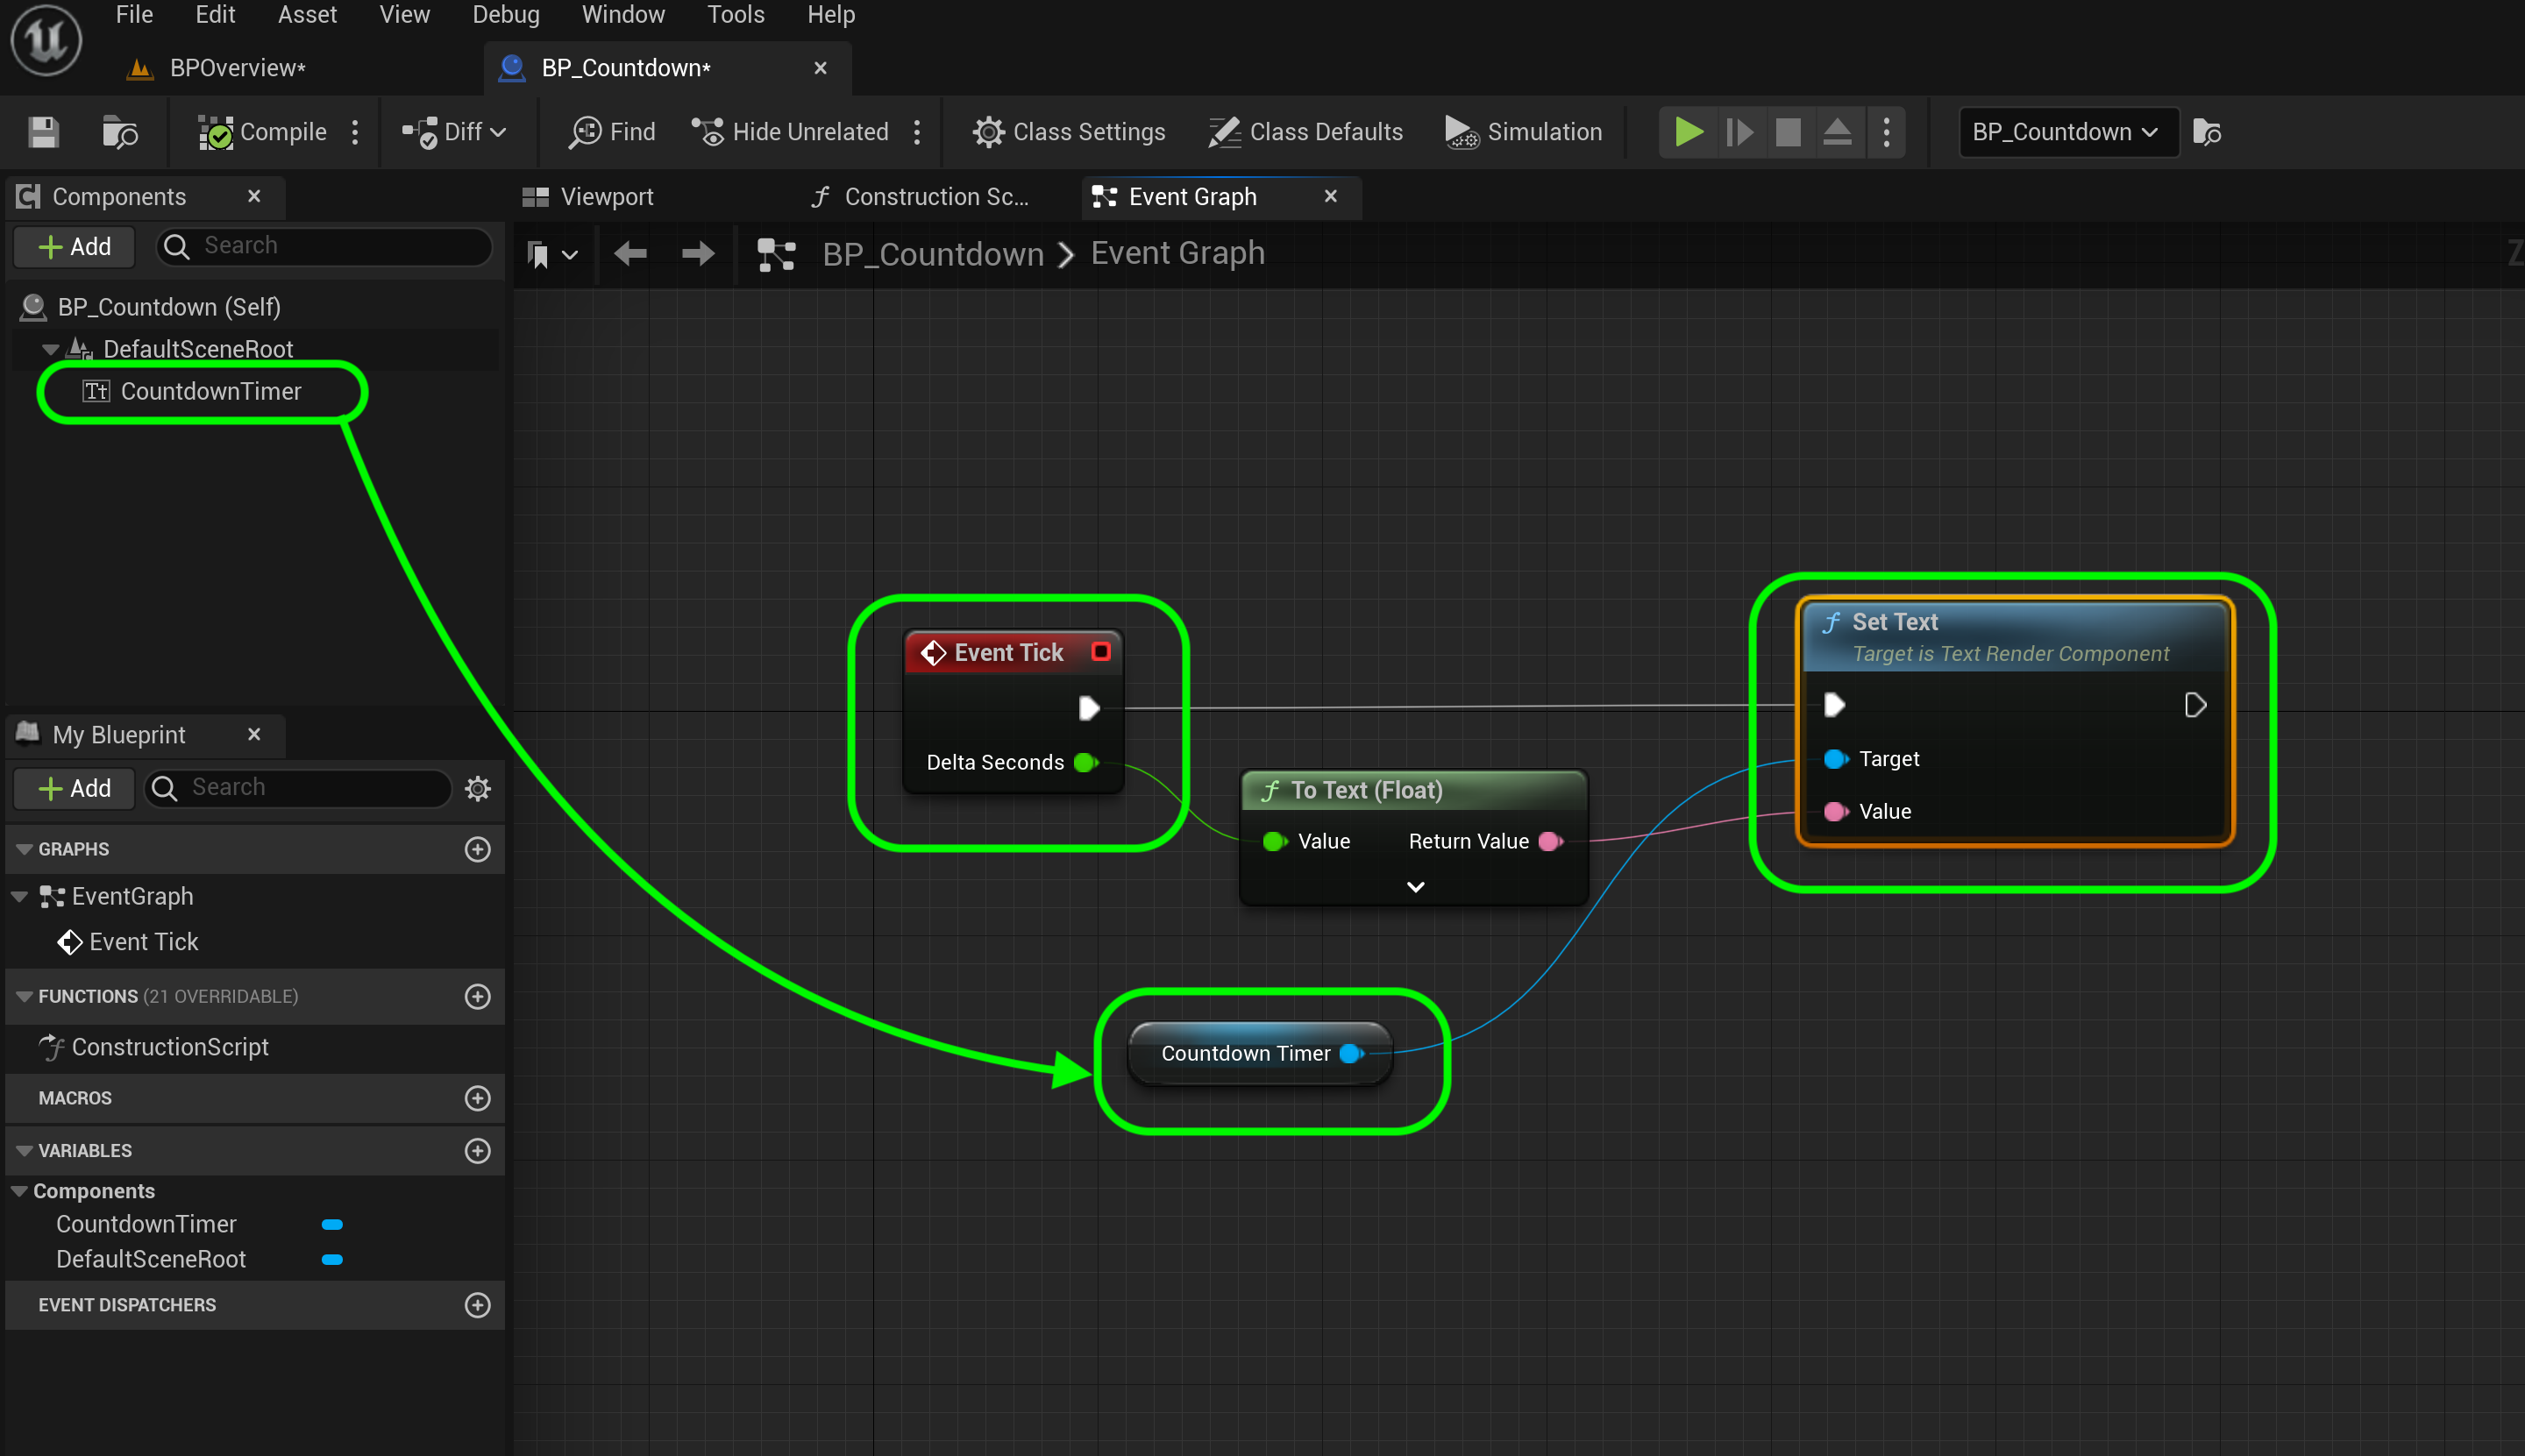 File Edit Asset View Debug Window Tools Help
BPOverview*
BP_Countdown*
Compile
Diff
Find
Hide Unrelated
Class Settings
Class Defaults
Simulation
BP_Countdown
Components
Viewport
Construction Sc...
Event Graph
Add
Search
BP_Countdown > Event Graph
BP_Countdown (Self)
DefaultSceneRoot
Tt CountdownTimer
My Blueprint
Add
Search
GRAPHS
EventGraph
Event Tick
FUNCTIONS (21 OVERRIDABLE)
ConstructionScript
MACROS
VARIABLES
Components
CountdownTimer
DefaultSceneRoot
EVENT DISPATCHERS
Event Tick
Delta Seconds
f To Text (Float)
Value Return Value
Countdown Timer
f Set Text
Target is Text Render Component
Target
Value